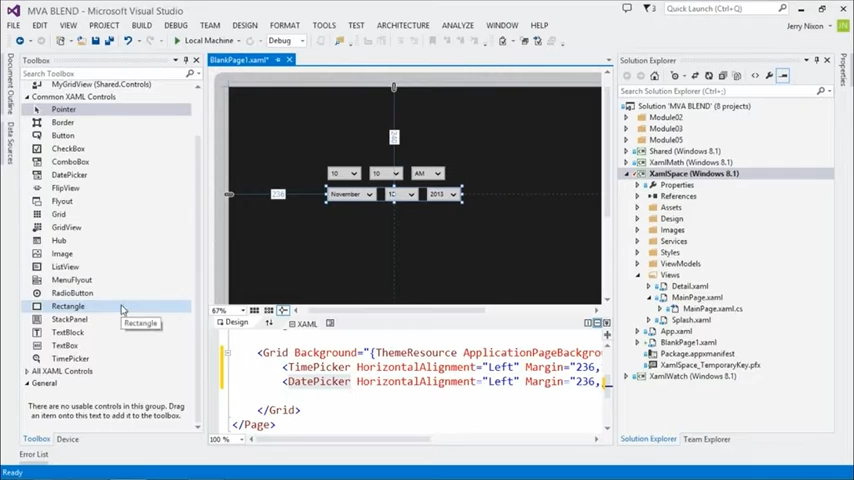 MVA BLEND - Microsoft Visual Studio
3
Quick Launch (Ctrl+Q)
FILE EDIT VIEW PROJECT BUILD DEBUG TEAM DESIGN FORMAT TOOLS TEST ARCHITECTURE ANALYZE WINDOW HELP
Jerry Nixon
Local Machine
Debug
Document Outline
Data Sources
Toolbox
Search Toolbox
MyGridView (Shared.Controls)
Common XAML Controls
Pointer
Border
Button
CheckBox
ComboBox
DatePicker
FlipView
Flyout
Grid
GridView
Hub
Image
ListView
MenuFlyout
RadioButton
Rectangle
Rectangle
StackPanel
TextBlock
TextBox
TimePicker
All XAML Controls
General
There are no usable controls in this group. Drag
an item onto this text to add it to the toolbox.
Toolbox Device
Error List
Ready
BlankPage1.xaml*
240
10 10 AM
236
November 2013
67%
Design XAML
<Grid Background="{ThemeResource ApplicationPageBackgrou
<TimePicker HorizontalAlignment="Left" Margin="236,
<DatePicker HorizontalAlignment="Left" Margin="236,
</Grid>
</Page>
100 %
Solution Explorer
Search Solution Explorer (Ctrl+;)
Solution 'MVA BLEND' (8 projects)
Module02
Module03
Module05
Shared (Windows 8.1)
XamlMath (Windows 8.1)
XamlSpace (Windows 8.1)
Properties
References
Assets
Design
Images
Services
Styles
ViewModels
Views
Detail.xaml
MainPage.xaml
MainPage.xaml.cs
Splash.xaml
App.xaml
BlankPage1.xaml
Package.appxmanifest
XamlSpace_TemporaryKey.pfx
XamlWatch (Windows 8.1)
Solution Explorer Team Explorer
Properties